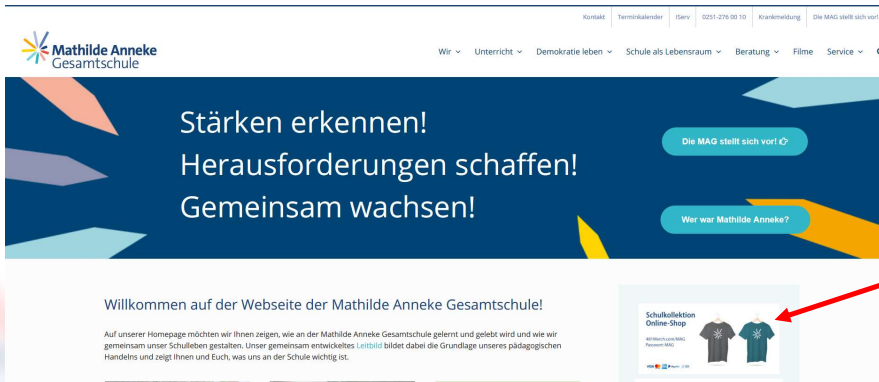 Kontakt Terminkalender IServ 0251-276 00 10 Krankmeldung Die MAG stellt sich vor!
Mathilde Anneke
Gesamtschule
Wir Unterricht Demokratie leben Schule als Lebensraum Beratung Filme Service
Stärken erkennen!
Herausforderungen schaffen!
Gemeinsam wachsen!
Die MAG stellt sich vor!
Wer war Mathilde Anneke?
Willkommen auf der Webseite der Mathilde Anneke Gesamtschule!
Auf unserer Homepage möchten wir Ihnen zeigen, wie an der Mathilde Anneke Gesamtschule gelernt und gelebt wird und wie wir
gemeinsam unser Schulleben gestalten. Unser gemeinsam entwickeltes Leitbild bildet dabei die Grundlage unseres pädagogischen
Handelns und zeigt Ihnen und Euch, was uns an der Schule wichtig ist.
Schulkollektion
Online-Shop
Passwort: MAG
VISA PayPal